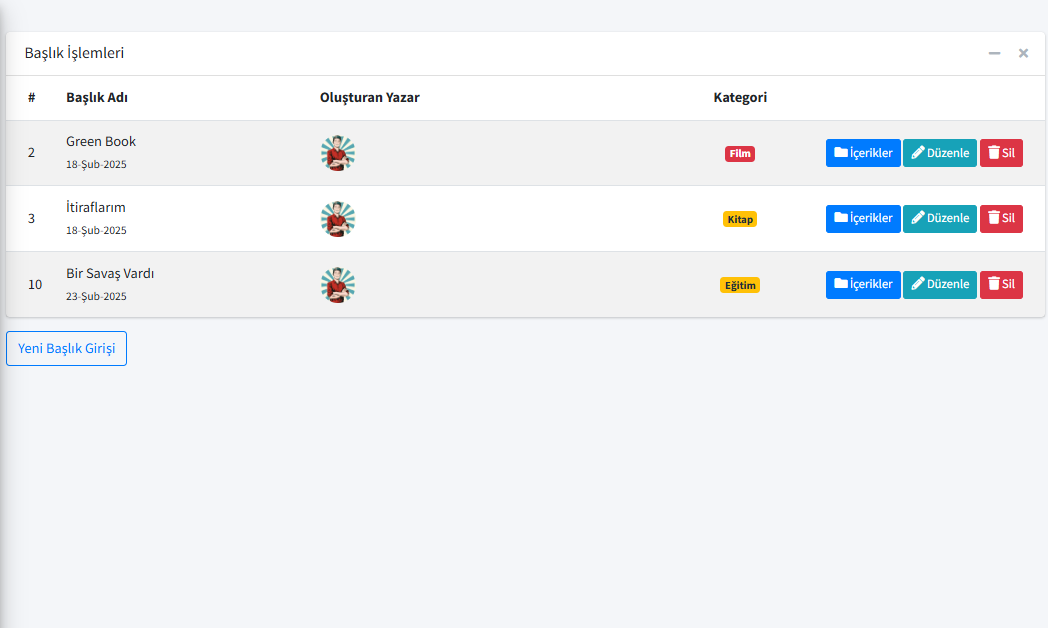 Başlık İşlemleri
# Başlık Adı Oluşturan Yazar Kategori
2 Green Book Film İçerikler Düzenle Sil
18-Şub-2025
3 İtiraflarım Kitap İçerikler Düzenle Sil
18-Şub-2025
10 Bir Savaş Vardı Eğitim İçerikler Düzenle Sil
23-Şub-2025
Yeni Başlık Girişi